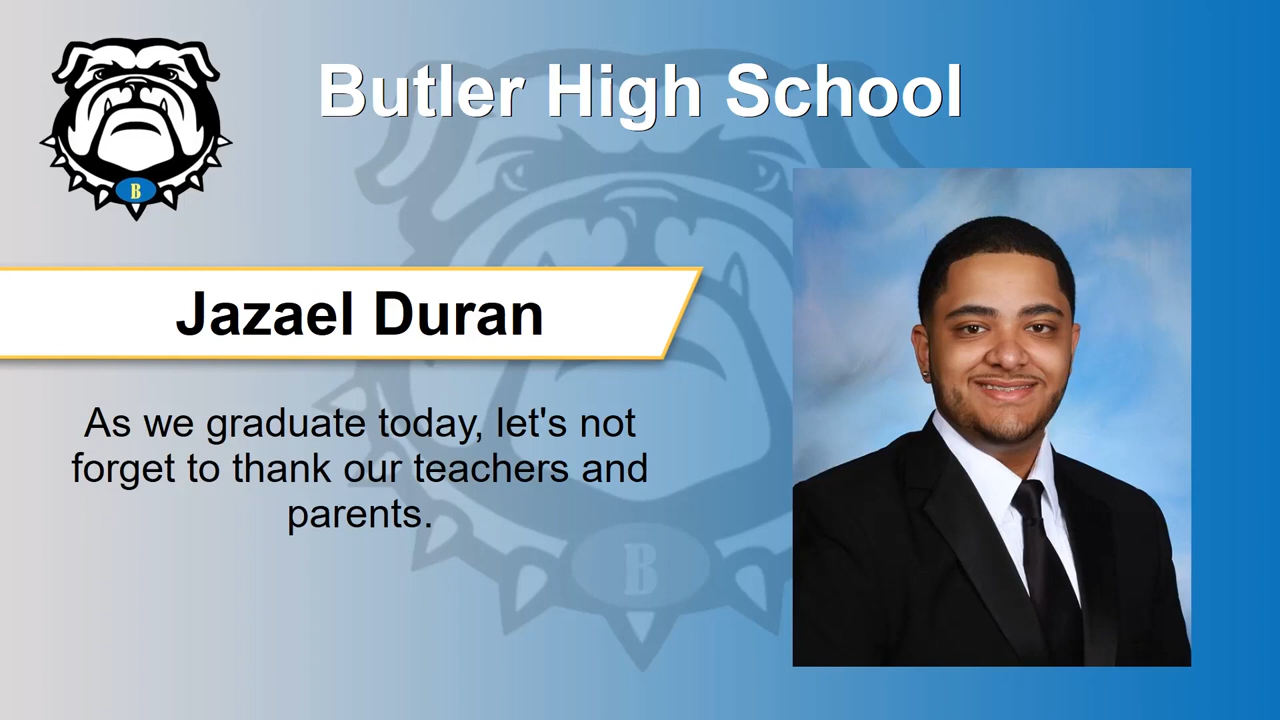 Butler High School
B
Jazael Duran
As we graduate today, let's not
forget to thank our teachers and
parents.
B